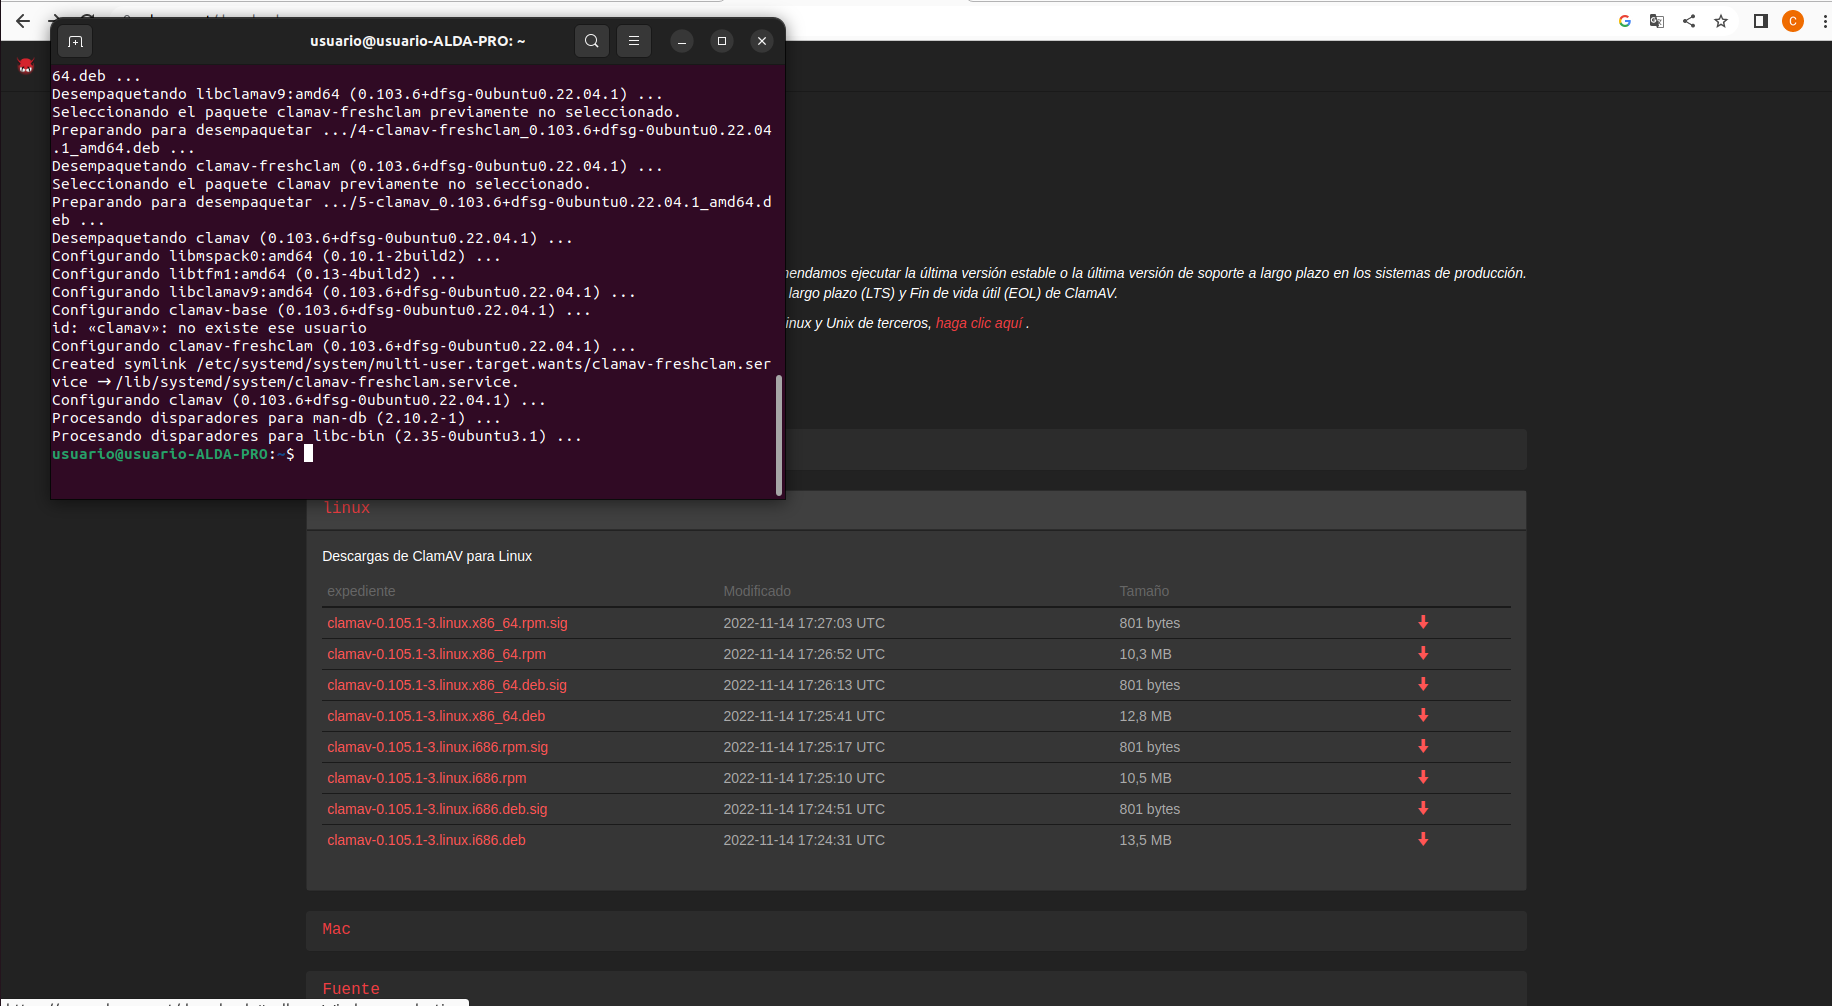 usuario@usuario-ALDA-PRO: ~
64.deb ...
Desempaquetando libclamav9:amd64 (0.103.6+dfsg-0ubuntu0.22.04.1) ...
Seleccionando el paquete clamav-freshclam previamente no seleccionado.
Preparando para desempaquetar .../4-clamav-freshclam_0.103.6+dfsg-0ubuntu0.22.04
.1_amd64.deb ...
Desempaquetando clamav-freshclam (0.103.6+dfsg-0ubuntu0.22.04.1) ...
Seleccionando el paquete clamav previamente no seleccionado.
Preparando para desempaquetar .../5-clamav_0.103.6+dfsg-0ubuntu0.22.04.1_amd64.d
eb ...
Desempaquetando clamav (0.103.6+dfsg-0ubuntu0.22.04.1) ...
Configurando libmspack0:amd64 (0.10.1-2build2) ...
Configurando libtfm1:amd64 (0.13-4build2) ...
Configurando libclamav9:amd64 (0.103.6+dfsg-0ubuntu0.22.04.1) ...
Configurando clamav-base (0.103.6+dfsg-0ubuntu0.22.04.1) ...
id: «clamav»: no existe ese usuario
Configurando clamav-freshclam (0.103.6+dfsg-0ubuntu0.22.04.1) ...
Created symlink /etc/systemd/system/multi-user.target.wants/clamav-freshclam.ser
vice → /lib/systemd/system/clamav-freshclam.service.
Configurando clamav (0.103.6+dfsg-0ubuntu0.22.04.1) ...
Procesando disparadores para man-db (2.10.2-1) ...
Procesando disparadores para libc-bin (2.35-0ubuntu3.1) ...
usuario@usuario-ALDA-PRO:~$
C
mendamos ejecutar la última versión estable o la última versión de soporte a largo plazo en los sistemas de producción.
largo plazo (LTS) y Fin de vida útil (EOL) de ClamAV.
inux y Unix de terceros, haga clic aquí .
linux
Descargas de ClamAV para Linux
expediente Modificado Tamaño
clamav-0.105.1-3.linux.x86_64.rpm.sig 2022-11-14 17:27:03 UTC 801 bytes
clamav-0.105.1-3.linux.x86_64.rpm 2022-11-14 17:26:52 UTC 10,3 MB
clamav-0.105.1-3.linux.x86_64.deb.sig 2022-11-14 17:26:13 UTC 801 bytes
clamav-0.105.1-3.linux.x86_64.deb 2022-11-14 17:25:41 UTC 12,8 MB
clamav-0.105.1-3.linux.i686.rpm.sig 2022-11-14 17:25:17 UTC 801 bytes
clamav-0.105.1-3.linux.i686.rpm 2022-11-14 17:25:10 UTC 10,5 MB
clamav-0.105.1-3.linux.i686.deb.sig 2022-11-14 17:24:51 UTC 801 bytes
clamav-0.105.1-3.linux.i686.deb 2022-11-14 17:24:31 UTC 13,5 MB
Mac
Fuente